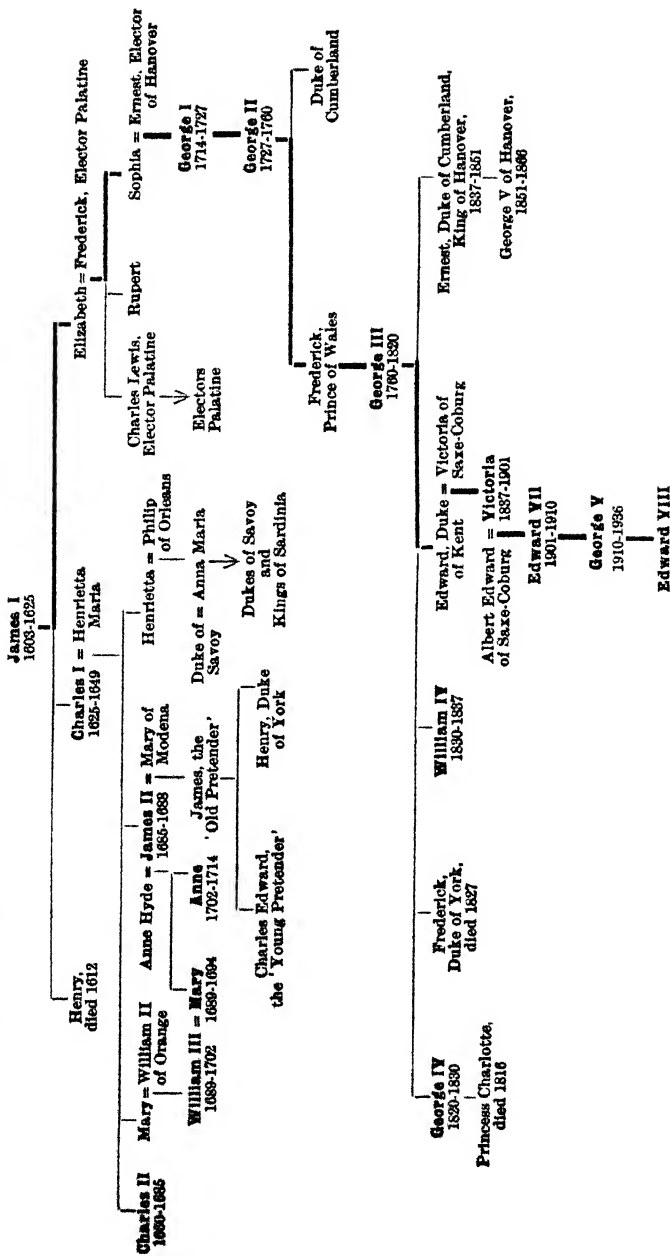 James I
1603-1625
Henry,
died 1612
Charles I = Henrietta
1625-1649 Maria
Elizabeth = Frederick, Elector Palatine
Charles II
1660-1685
Mary = William II
of Orange
Anne Hyde = James II = Mary of
1685-1688 Modena
Henrietta = Philip
of Orleans
Charles Lewis,
Elector Palatine
Rupert
Sophia = Ernest, Elector
of Hanover
William III = Mary
1689-1702 1689-1694
Anne
1702-1714
James, the
'Old Pretender'
Duke of = Anna Maria
Savoy
Electors
Palatine
George I
1714-1727
Charles Edward,
the 'Young Pretender'
Henry, Duke
of York
Dukes of Savoy
and
Kings of Sardinia
George II
1727-1760
Frederick,
Prince of Wales
Duke of
Cumberland
George III
1760-1820
George IV
1820-1830
Frederick,
Duke of York,
died 1827
William IV
1830-1837
Edward, Duke = Victoria of
of Kent Saxe-Coburg
Ernest, Duke of Cumberland,
King of Hanover,
1837-1851
Princess Charlotte,
died 1816
Albert Edward = Victoria
of Saxe-Coburg 1837-1901
George V of Hanover,
1851-1866
Edward VII
1901-1910
George V
1910-1936
Edward VIII